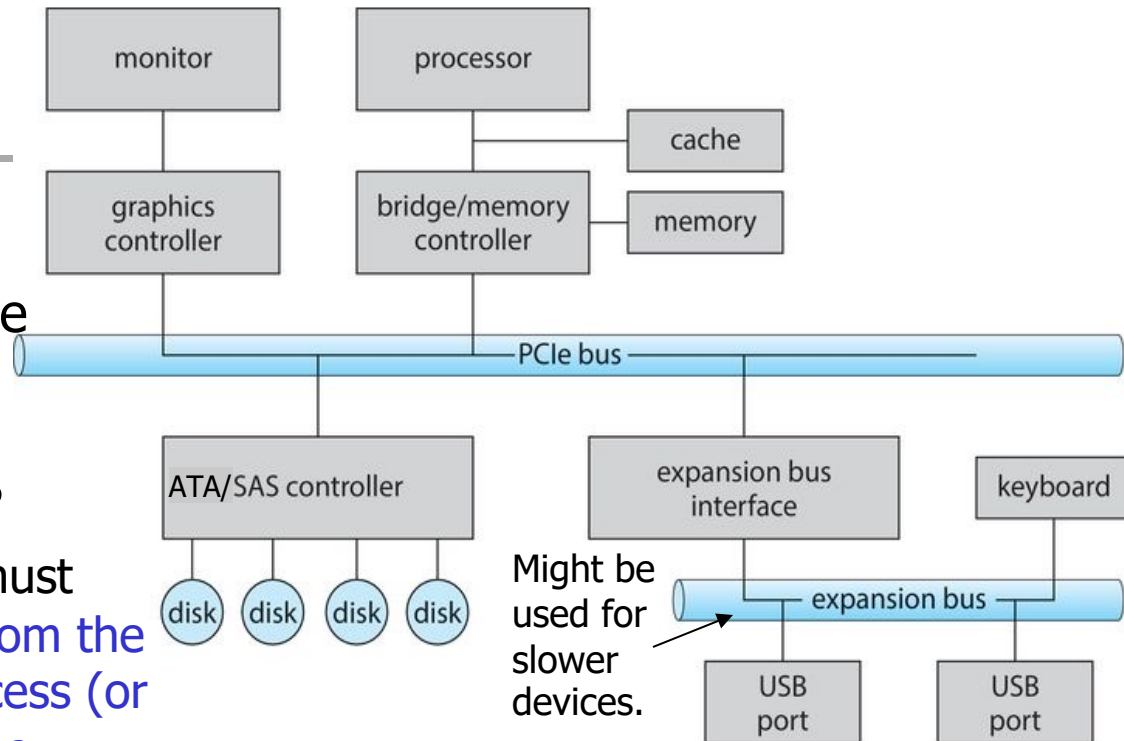 monitor
processor
cache
graphics
controller
bridge/memory
controller
memory
e
PCIe bus
ATA/SAS controller
expansion bus
interface
keyboard
must
om the
cess (or
disk
disk
disk
disk
Might be
used for
slower
devices.
expansion bus
USB
port
USB
port